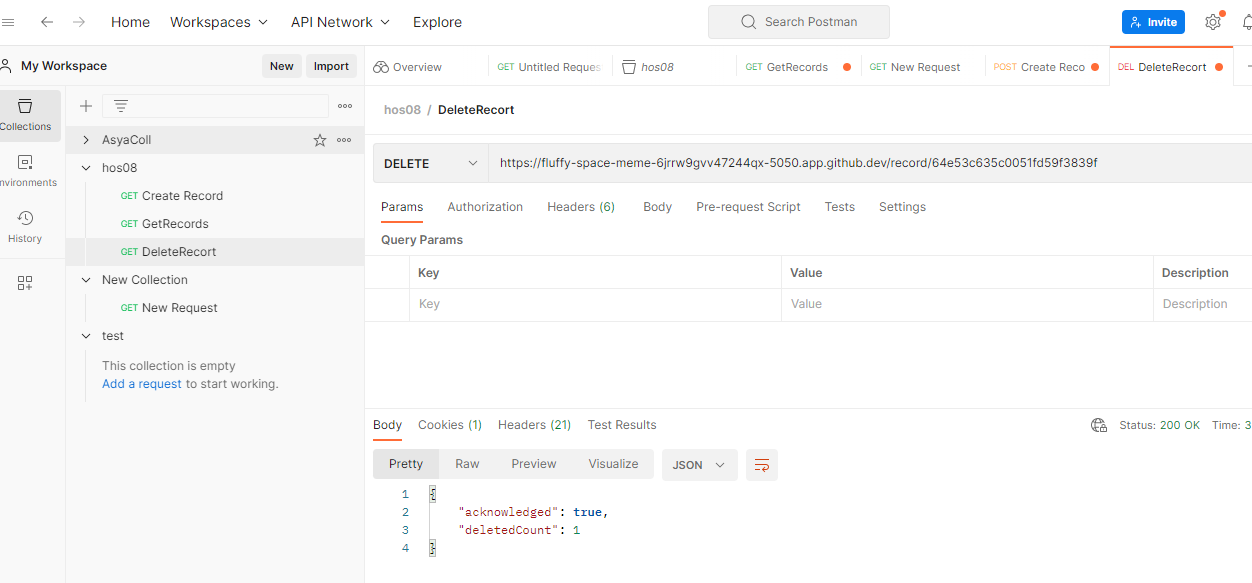 Home Workspaces API Network Explore Search Postman Invite
My Workspace New Import
Overview GET Untitled Reques hos08 GET GetRecords GET New Request POST Create Reco DEL DeleteRecort
Collections
nvironments
History
AsyaColl
hos08
GET Create Record
GET GetRecords
GET DeleteRecort
New Collection
GET New Request
test
This collection is empty
Add a request to start working.
hos08 / DeleteRecort
DELETE https://fluffy-space-meme-6jrrw9gvv47244qx-5050.app.github.dev/record/64e53c635c0051fd59f3839f
Params Authorization Headers (6) Body Pre-request Script Tests Settings
Query Params
Key Value Description
Key Value Description
Body Cookies (1) Headers (21) Test Results Status: 200 OK Time: 3
Pretty Raw Preview Visualize JSON
1 {
2 "acknowledged": true,
3 "deletedCount": 1
4 }